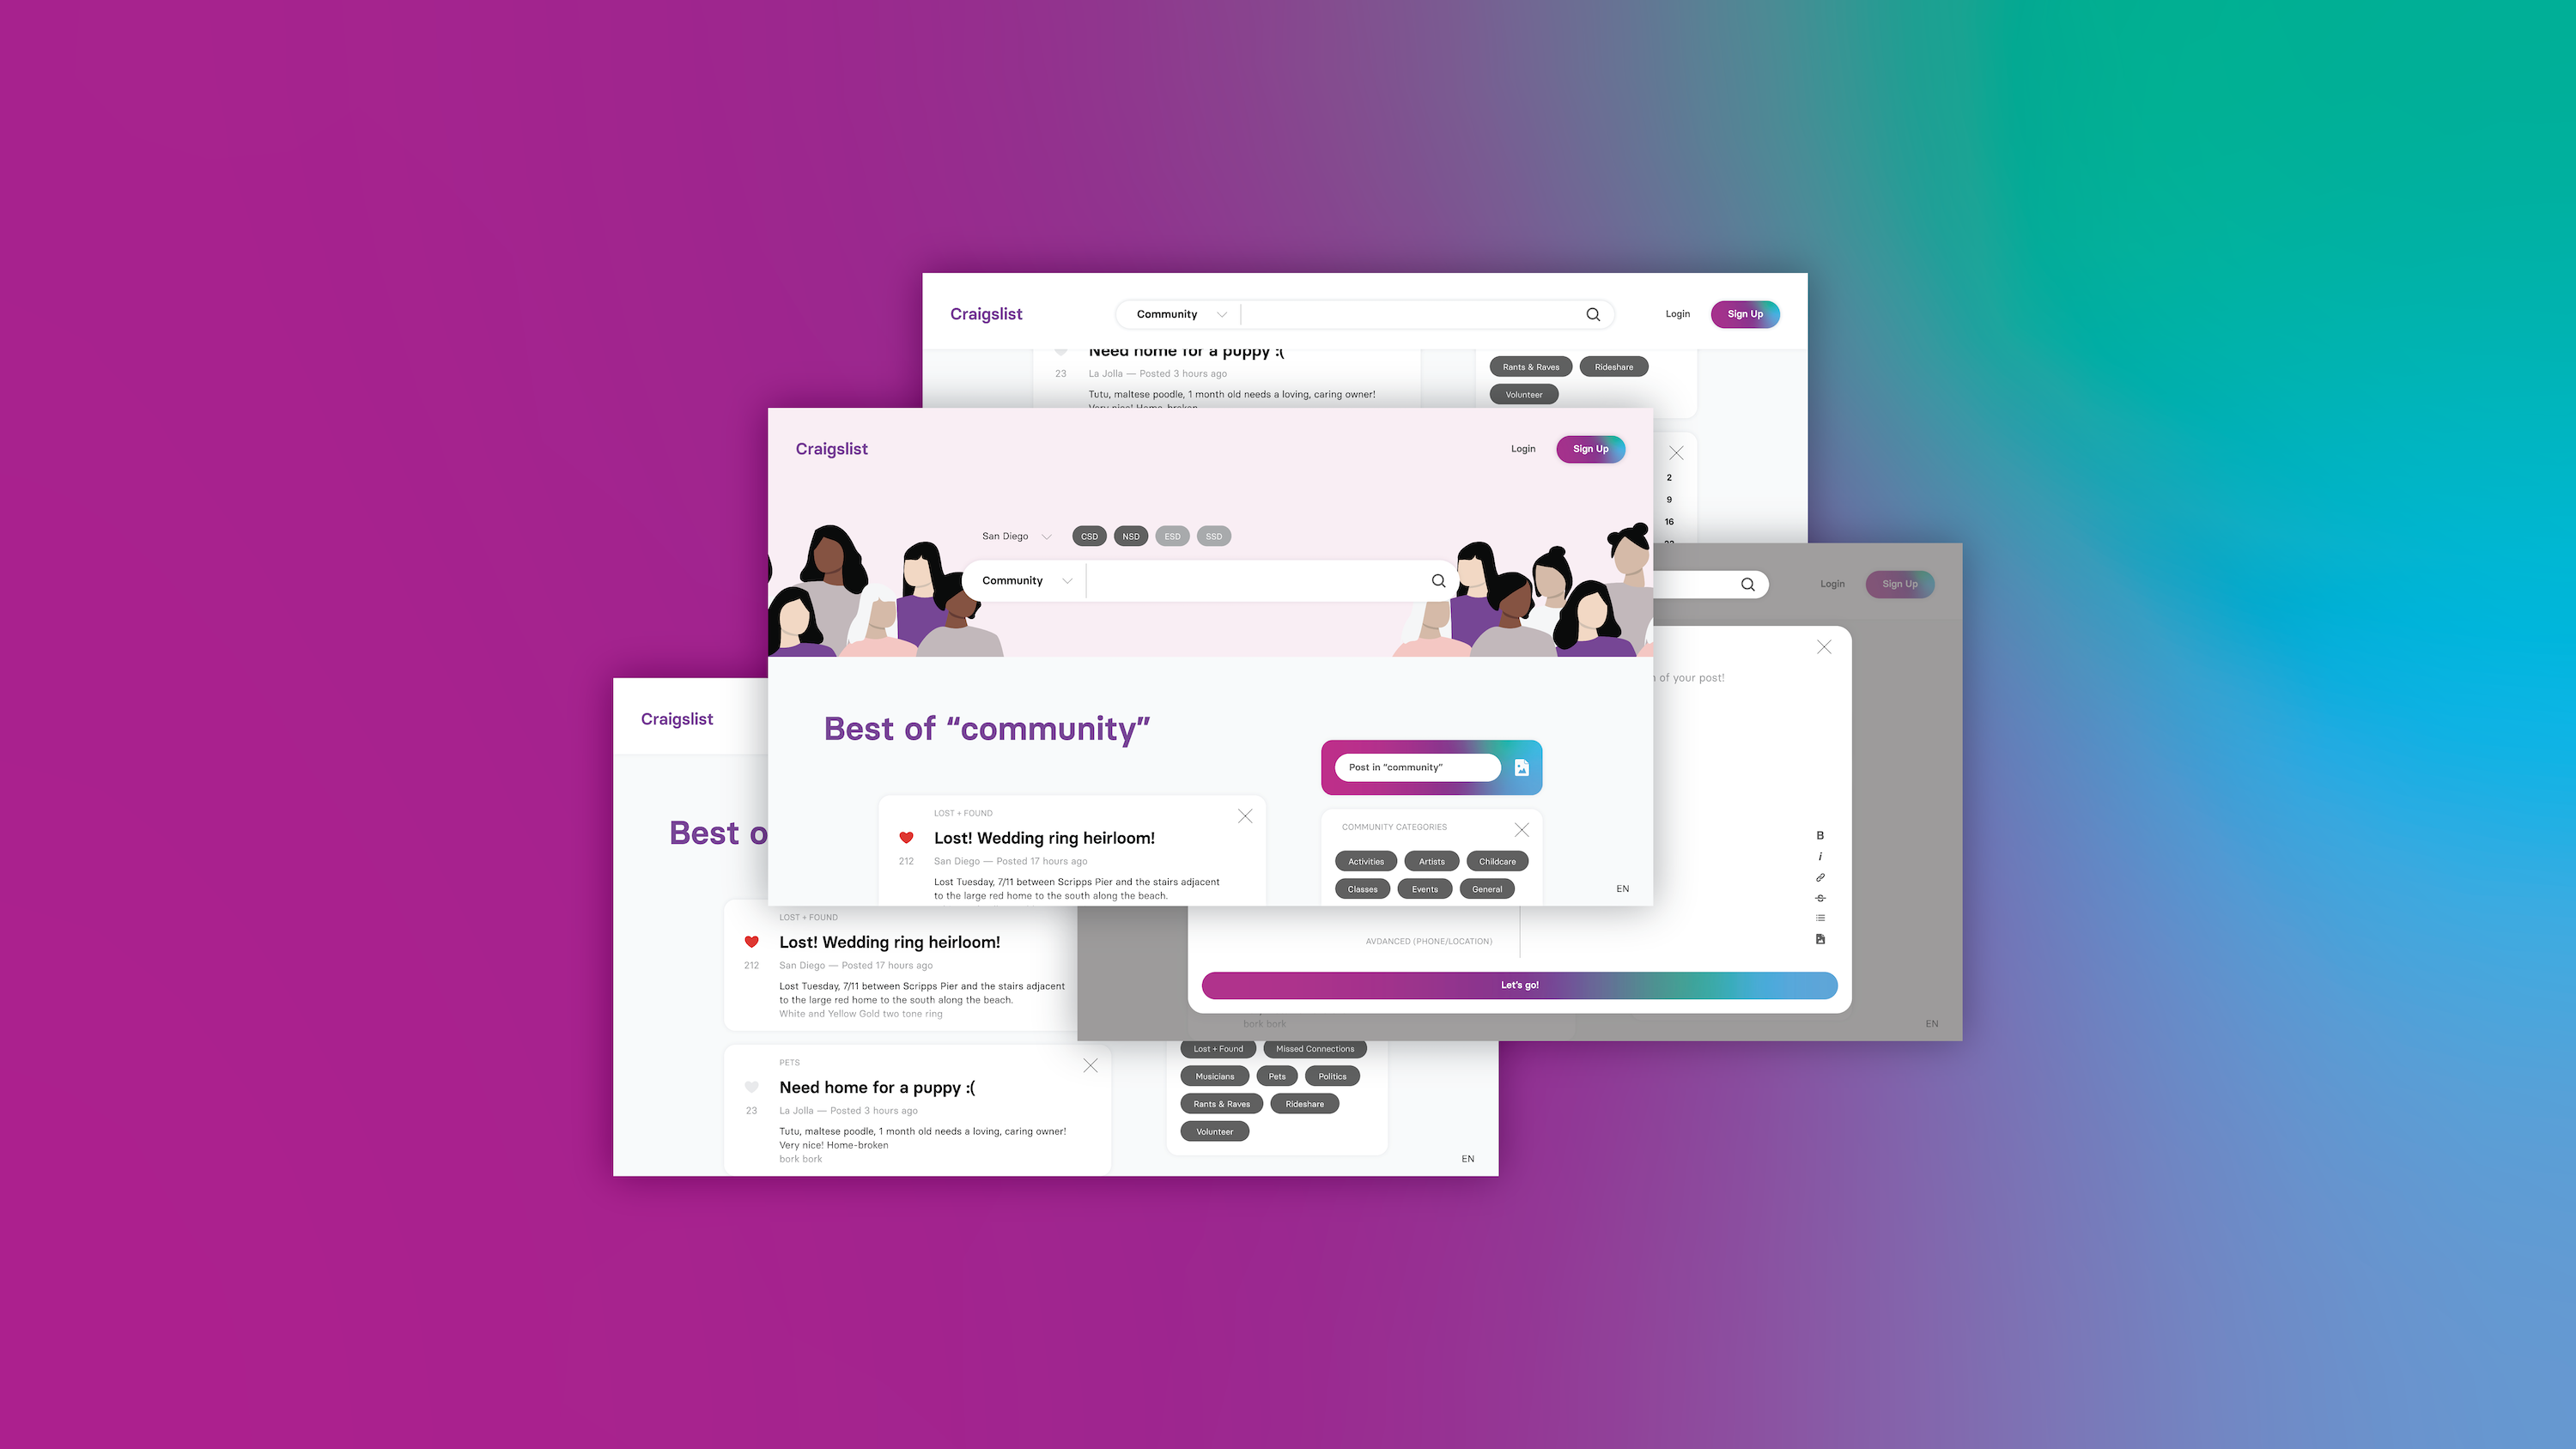 Craigslist
Community
Login
Sign Up
Need home for a puppy :(
23
La Jolla — Posted 3 hours ago
Tutu, maltese poodle, 1 month old needs a loving, caring owner!
Very nice! Home-broken
Rants & Raves
Rideshare
Volunteer
2
9
16
Craigslist
Login
Sign Up
San Diego
CSD
NSD
ESD
SSD
Community
Best of “community”
Post in “community”
LOST + FOUND
Lost! Wedding ring heirloom!
212
San Diego — Posted 17 hours ago
Lost Tuesday, 7/11 between Scripps Pier and the stairs adjacent
to the large red home to the south along the beach.
COMMUNITY CATEGORIES
Activities
Artists
Childcare
Classes
Events
General
EN
Login
Sign Up
of your post!
B
i
AVDANCED (PHONE/LOCATION)
Let's go!
bork bork
EN
Craigslist
Best o
LOST + FOUND
Lost! Wedding ring heirloom!
212
San Diego — Posted 17 hours ago
Lost Tuesday, 7/11 between Scripps Pier and the stairs adjacent
to the large red home to the south along the beach.
White and Yellow Gold two tone ring
PETS
Need home for a puppy :(
23
La Jolla — Posted 3 hours ago
Tutu, maltese poodle, 1 month old needs a loving, caring owner!
Very nice! Home-broken
bork bork
Lost + Found
Missed Connections
Musicians
Pets
Politics
Rants & Raves
Rideshare
Volunteer
EN